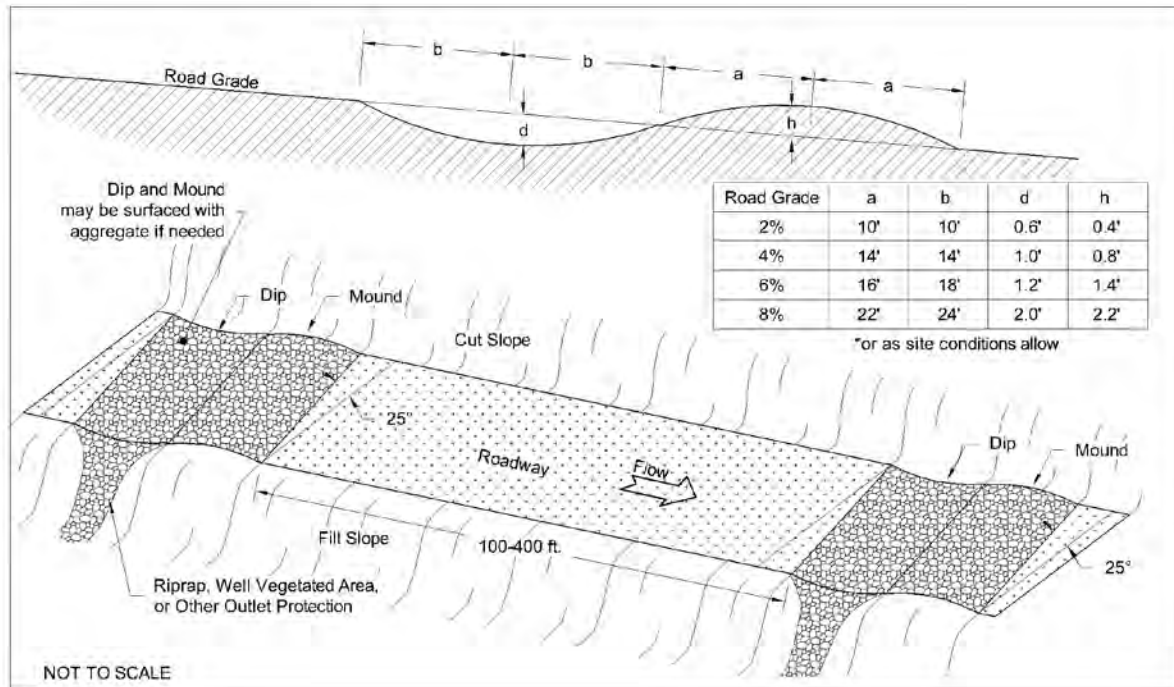 b
b
a
a
Road Grade
d
h
Dip and Mound
may be surfaced with
aggregate if needed
Road Grade a b d h
2% 10' 10' 0.6' 0.4'
4% 14' 14' 1.0' 0.8'
6% 16' 18' 1.2' 1.4'
8% 22' 24' 2.0' 2.2'
*or as site conditions allow
Dip
Mound
Cut Slope
25°
Roadway
Flow
Dip
Mound
Fill Slope
100-400 ft.
25°
Riprap, Well Vegetated Area,
or Other Outlet Protection
NOT TO SCALE